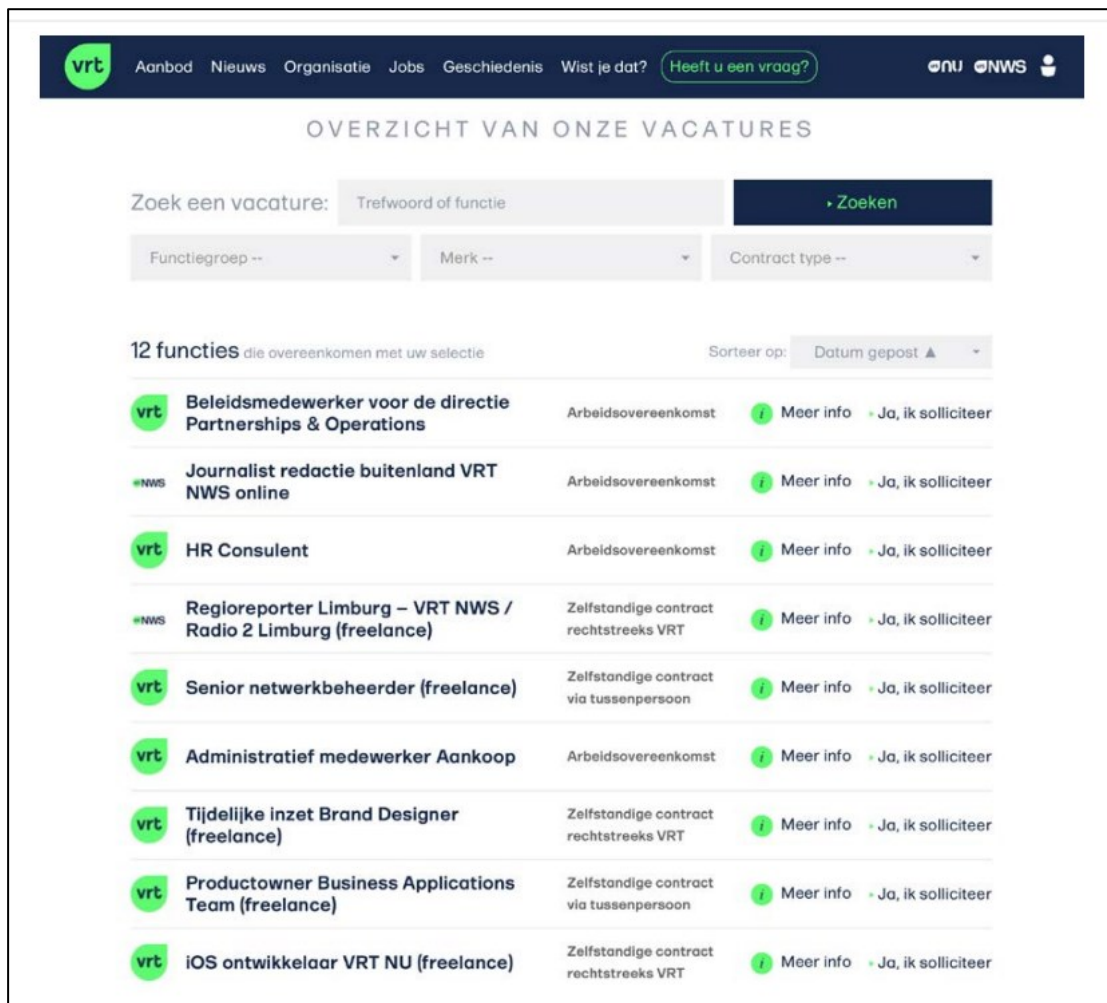 vrt Aanbod Nieuws Organisatie Jobs Geschiedenis Wist je dat? Heeft u een vraag? vrt NU vrt NWS
OVERZICHT VAN ONZE VACATURES
Zoek een vacature: Trefwoord of functie ▸ Zoeken
Functiegroep -- Merk -- Contract type --
12 functies die overeenkomen met uw selectie Sorteer op: Datum gepost ▲
vrt Beleidsmedewerker voor de directie
Partnerships & Operations Arbeidsovereenkomst i Meer info Ja, ik solliciteer
NWS Journalist redactie buitenland VRT
NWS online Arbeidsovereenkomst i Meer info Ja, ik solliciteer
vrt HR Consulent Arbeidsovereenkomst i Meer info Ja, ik solliciteer
NWS Regioreporter Limburg – VRT NWS /
Radio 2 Limburg (freelance) Zelfstandige contract
rechtstreeks VRT i Meer info Ja, ik solliciteer
vrt Senior netwerkbeheerder (freelance) Zelfstandige contract
via tussenpersoon i Meer info Ja, ik solliciteer
vrt Administratief medewerker Aankoop Arbeidsovereenkomst i Meer info Ja, ik solliciteer
vrt Tijdelijke inzet Brand Designer
(freelance) Zelfstandige contract
rechtstreeks VRT i Meer info Ja, ik solliciteer
vrt Productowner Business Applications
Team (freelance) Zelfstandige contract
via tussenpersoon i Meer info Ja, ik solliciteer
vrt iOS ontwikkelaar VRT NU (freelance) Zelfstandige contract
rechtstreeks VRT i Meer info Ja, ik solliciteer